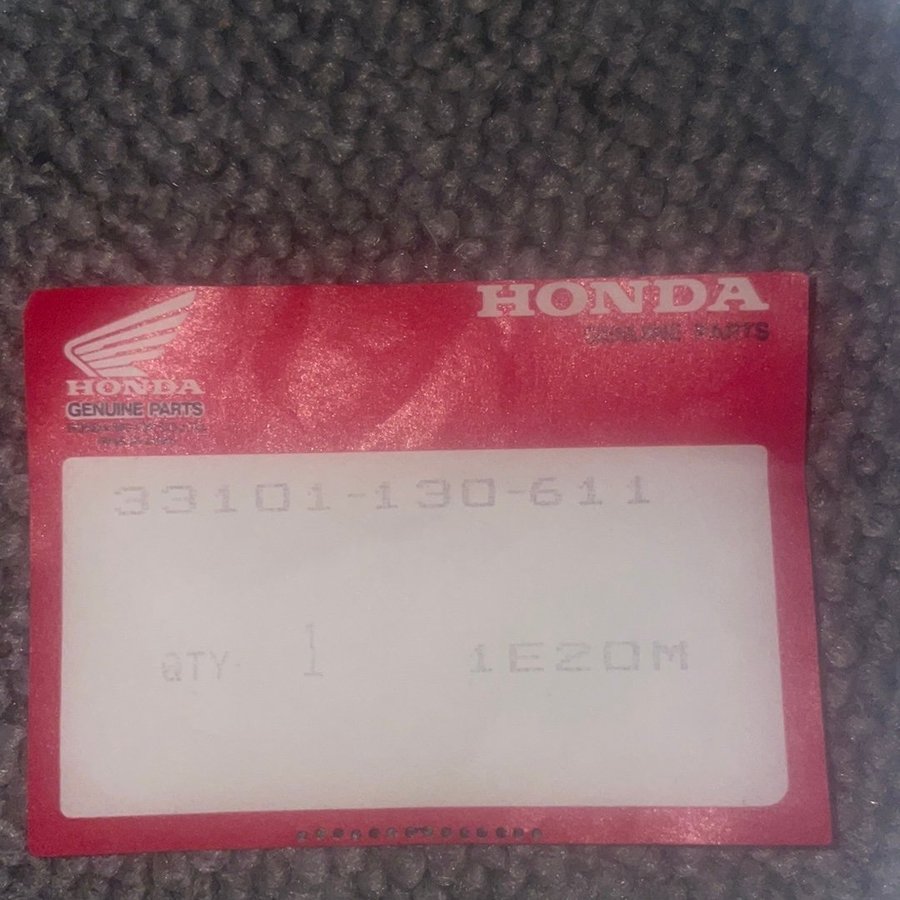 HONDA
GENUINE PARTS
HONDA
GENUINE PARTS
33101-130-611
QTY 1 1E20M